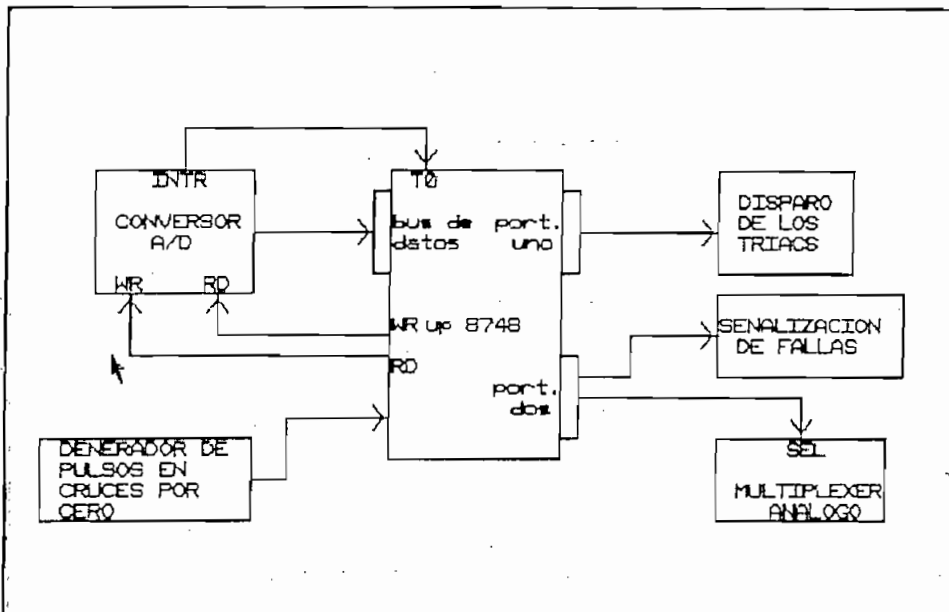 INTR
CONVERSOR
A/D
WR RD
T0
bus de port.
datos uno
WR up 8748
RD
port.
dos
DISPARO
DE LOS
TRIACS
SENALIZACION
DE FALLAS
SEL
MULTIPLEXER
ANALOGO
DENERADOR DE
PULSOS EN
CRUCES POR
CERO